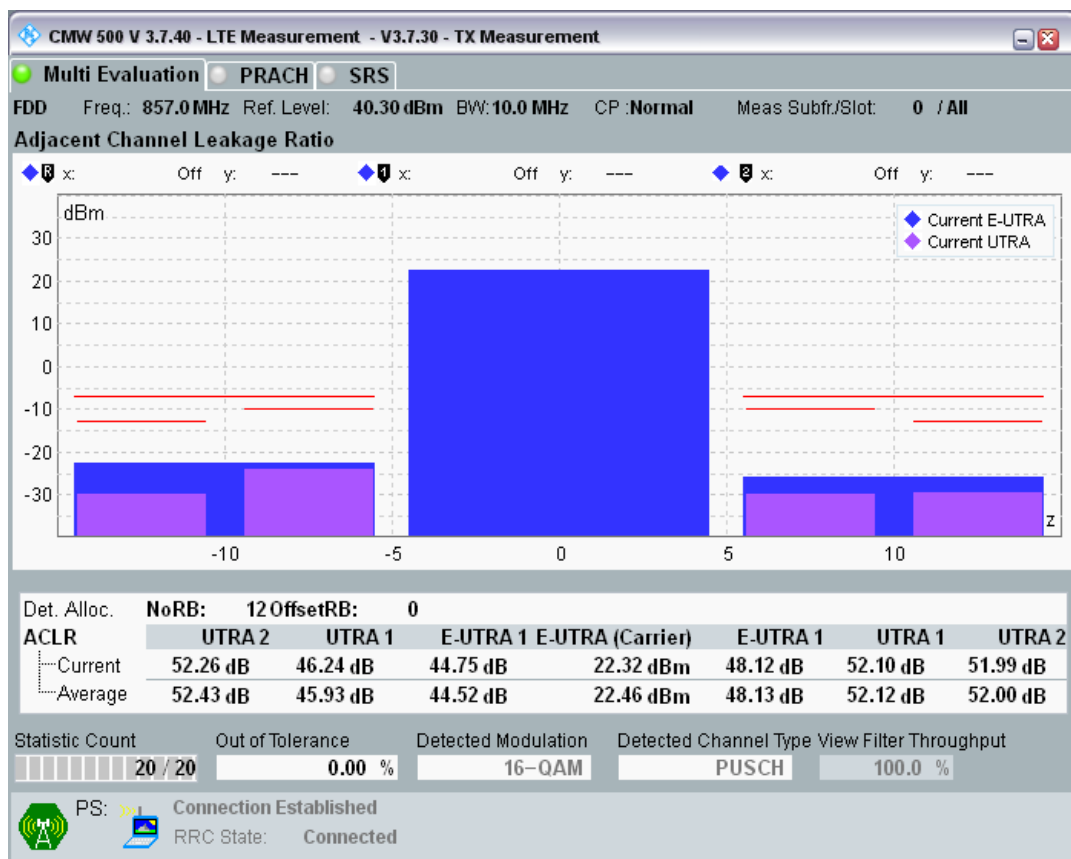 CMW 500 V 3.7.40 - LTE Measurement - V3.7.30 - TX Measurement
Multi Evaluation PRACH SRS
FDD Freq.: 857.0 MHz Ref. Level: 40.30 dBm BW: 10.0 MHz CP :Normal Meas Subfr./Slot: 0 / All
Adjacent Channel Leakage Ratio
R x: Off y: --- 1 x: Off y: --- 2 x: Off y: ---
dBm
Current E-UTRA
Current UTRA
30
20
10
0
-10
-20
-30
z
-10 -5 0 5 10
Det. Alloc. NoRB: 12 OffsetRB: 0
ACLR UTRA 2 UTRA 1 E-UTRA 1 E-UTRA (Carrier) E-UTRA 1 UTRA 1 UTRA 2
Current 52.26 dB 46.24 dB 44.75 dB 22.32 dBm 48.12 dB 52.10 dB 51.99 dB
Average 52.43 dB 45.93 dB 44.52 dB 22.46 dBm 48.13 dB 52.12 dB 52.00 dB
Statistic Count Out of Tolerance Detected Modulation Detected Channel Type View Filter Throughput
20 / 20 0.00 % 16-QAM PUSCH 100.0 %
PS: Connection Established
RRC State: Connected